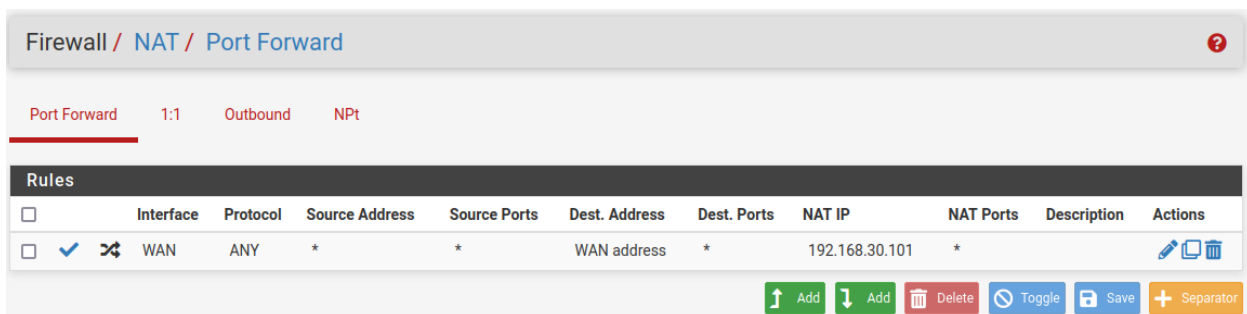 Firewall / NAT / Port Forward
Port Forward 1:1 Outbound NPt
Rules
Interface Protocol Source Address Source Ports Dest. Address Dest. Ports NAT IP NAT Ports Description Actions
WAN ANY * * WAN address * 192.168.30.101 *
Add Add Delete Toggle Save Separator